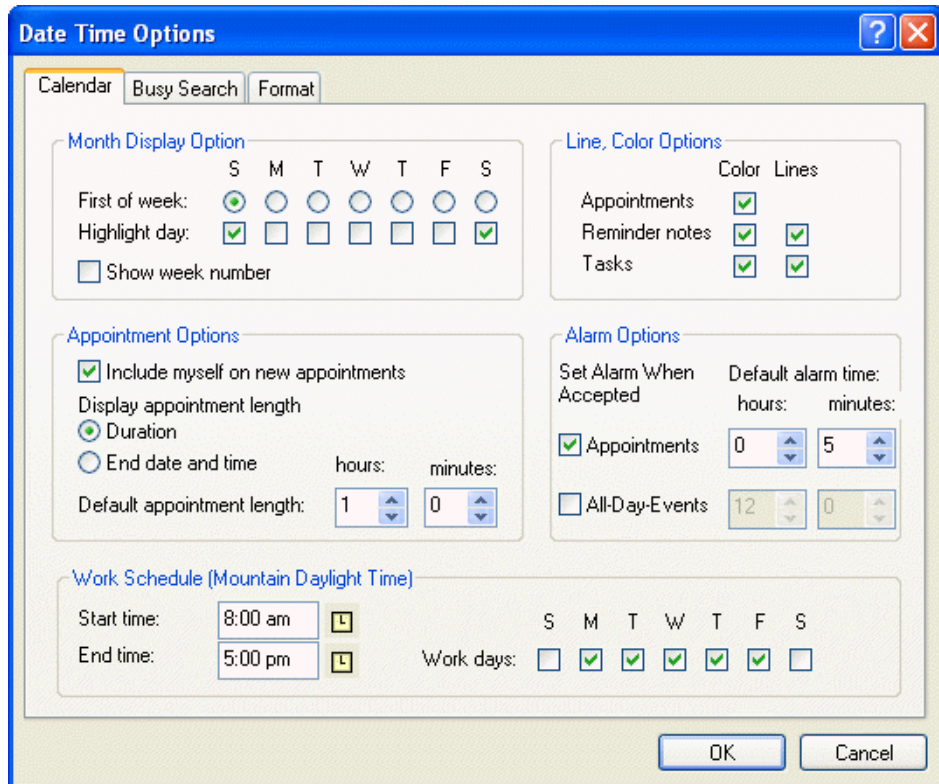 Date Time Options
Calendar Busy Search Format
Month Display Option
S M T W T F S
First of week:
Highlight day:
Show week number
Line, Color Options
Color Lines
Appointments
Reminder notes
Tasks
Appointment Options
Include myself on new appointments
Display appointment length
Duration
End date and time
hours: minutes:
Default appointment length: 1 0
Alarm Options
Set Alarm When
Accepted
Default alarm time:
hours: minutes:
Appointments 0 5
All-Day-Events 12 0
Work Schedule (Mountain Daylight Time)
Start time: 8:00 am
End time: 5:00 pm
S M T W T F S
Work days:
OK Cancel